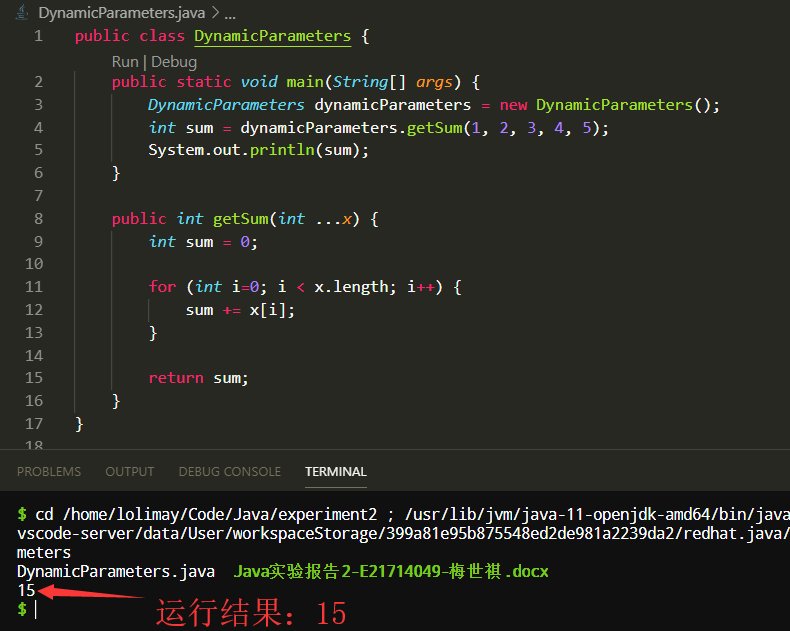 DynamicParameters.java > ...
1 public class DynamicParameters {
Run | Debug
2 public static void main(String[] args) {
3 DynamicParameters dynamicParameters = new DynamicParameters();
4 int sum = dynamicParameters.getSum(1, 2, 3, 4, 5);
5 System.out.println(sum);
6 }
7
8 public int getSum(int ...x) {
9 int sum = 0;
10
11 for (int i=0; i < x.length; i++) {
12 sum += x[i];
13 }
14
15 return sum;
16 }
17 }
18
PROBLEMS OUTPUT DEBUG CONSOLE TERMINAL
$ cd /home/lolimay/Code/Java/experiment2 ; /usr/lib/jvm/java-11-openjdk-amd64/bin/java
vscode-server/data/User/workspaceStorage/399a81e95b875548ed2de981a2239da2/redhat.java/
meters
DynamicParameters.java Java实验报告2-E21714049-梅世祺.docx
15
$
运行结果：15